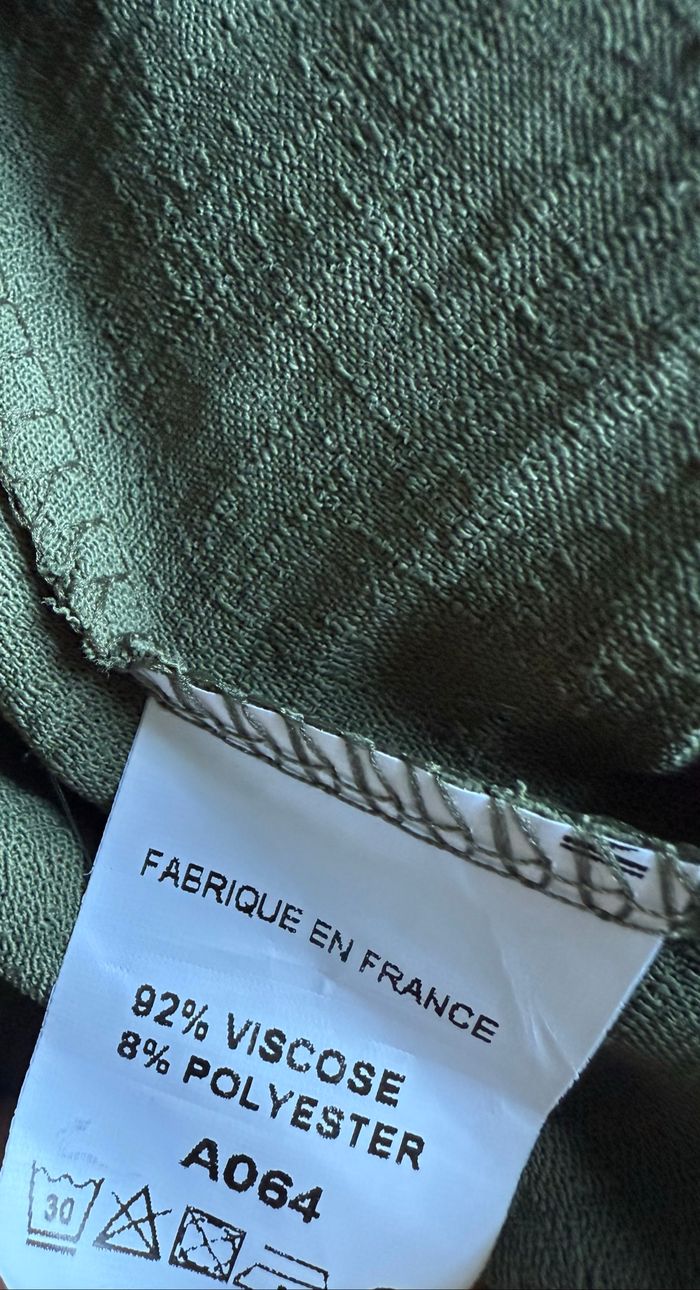 FABRIQUE EN FRANCE
92% VISCOSE
8% POLYESTER
A064
30